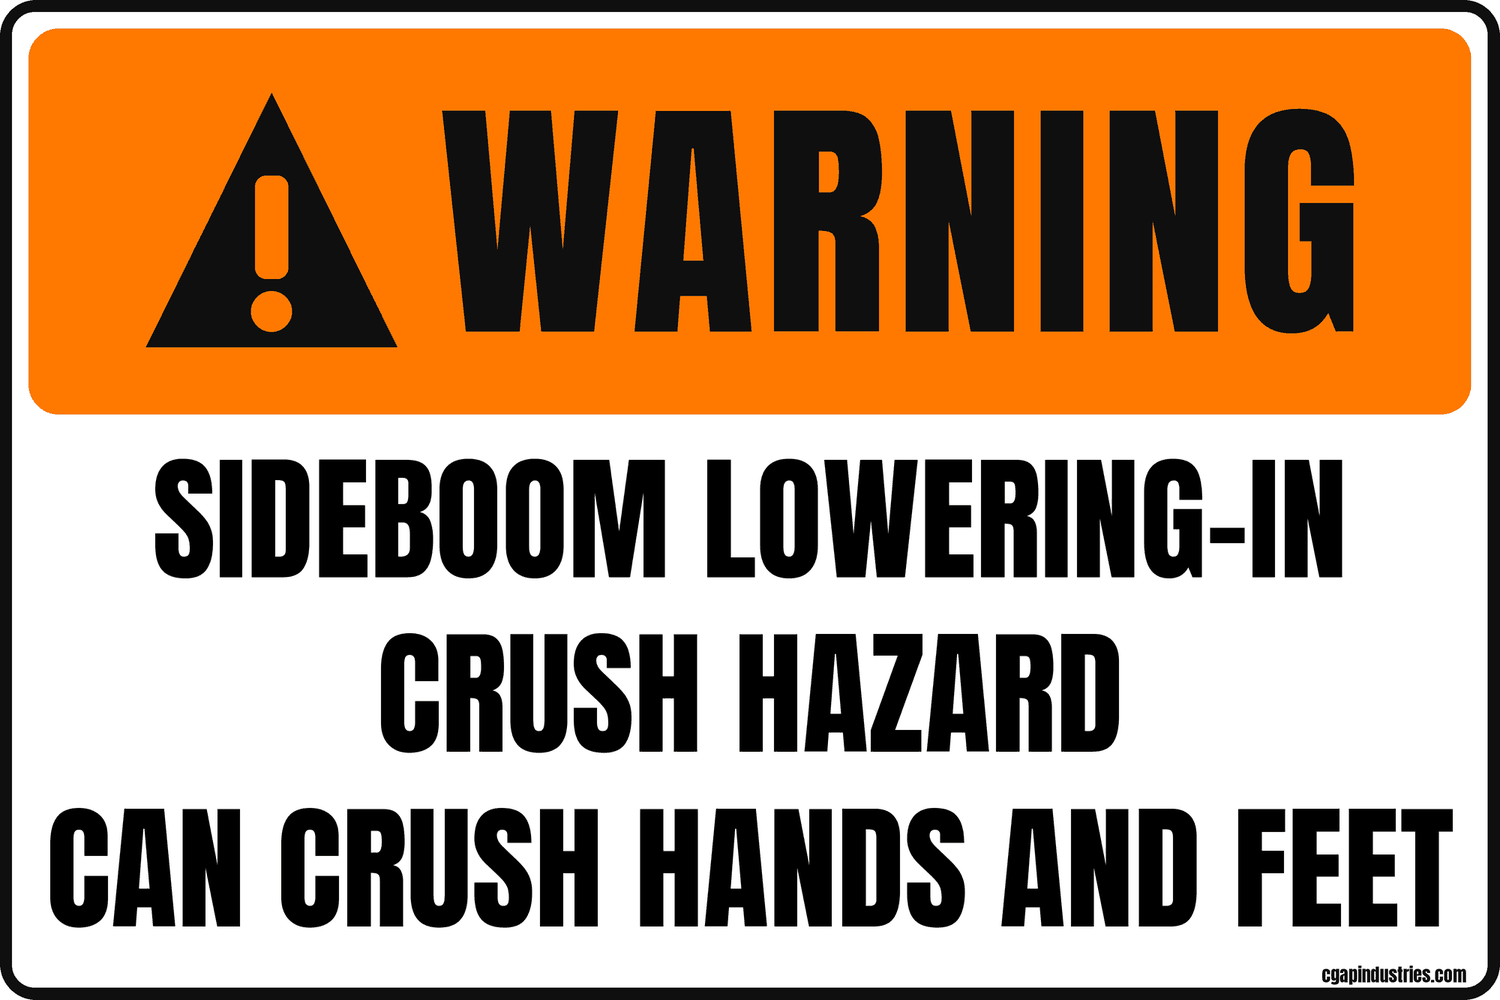 WARNING
SIDEBOOM LOWERING-IN
CRUSH HAZARD
CAN CRUSH HANDS AND FEET
cgapindustries.com